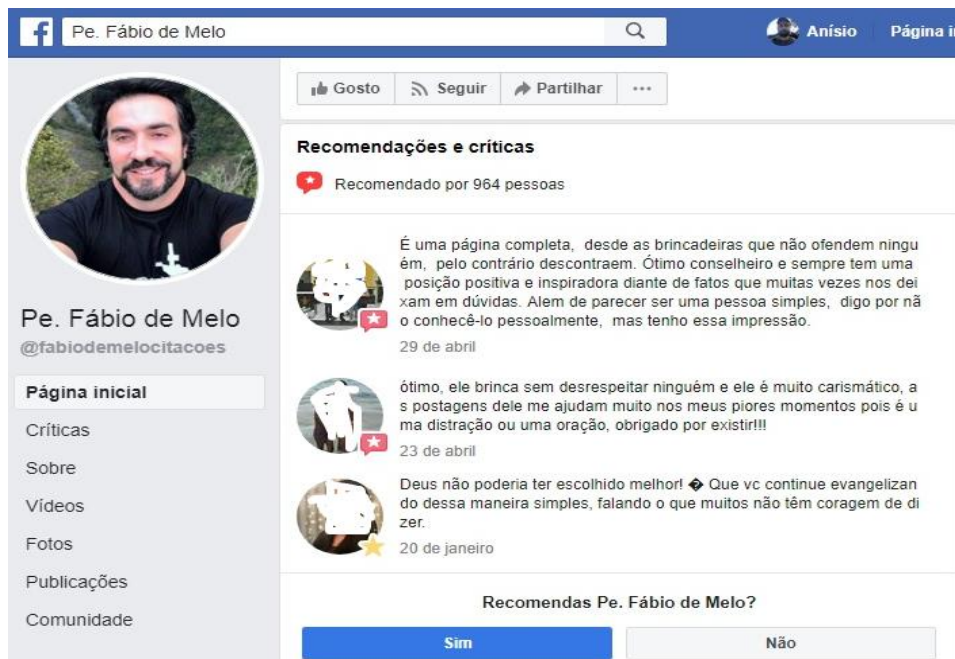 f Pe. Fábio de Melo
Anísio
Página in
Gosto
Seguir
Partilhar
...
Recomendações e críticas
Recomendado por 964 pessoas
É uma página completa, desde as brincadeiras que não ofendem ningu
ém, pelo contrário descontraem. Ótimo conselheiro e sempre tem uma
posição positiva e inspiradora diante de fatos que muitas vezes nos dei
xam em dúvidas. Alem de parecer ser uma pessoa simples, digo por nã
o conhecê-lo pessoalmente, mas tenho essa impressão.
29 de abril
ótimo, ele brinca sem desrespeitar ninguém e ele é muito carismático, a
s postagens dele me ajudam muito nos meus piores momentos pois é u
ma distração ou uma oração, obrigado por existir!!!
23 de abril
Deus não poderia ter escolhido melhor! � Que vc continue evangelizan
do dessa maneira simples, falando o que muitos não têm coragem de di
zer.
20 de janeiro
Recomendas Pe. Fábio de Melo?
Sim
Não
Pe. Fábio de Melo
@fabiodemelocitacoes
Página inicial
Críticas
Sobre
Vídeos
Fotos
Publicações
Comunidade